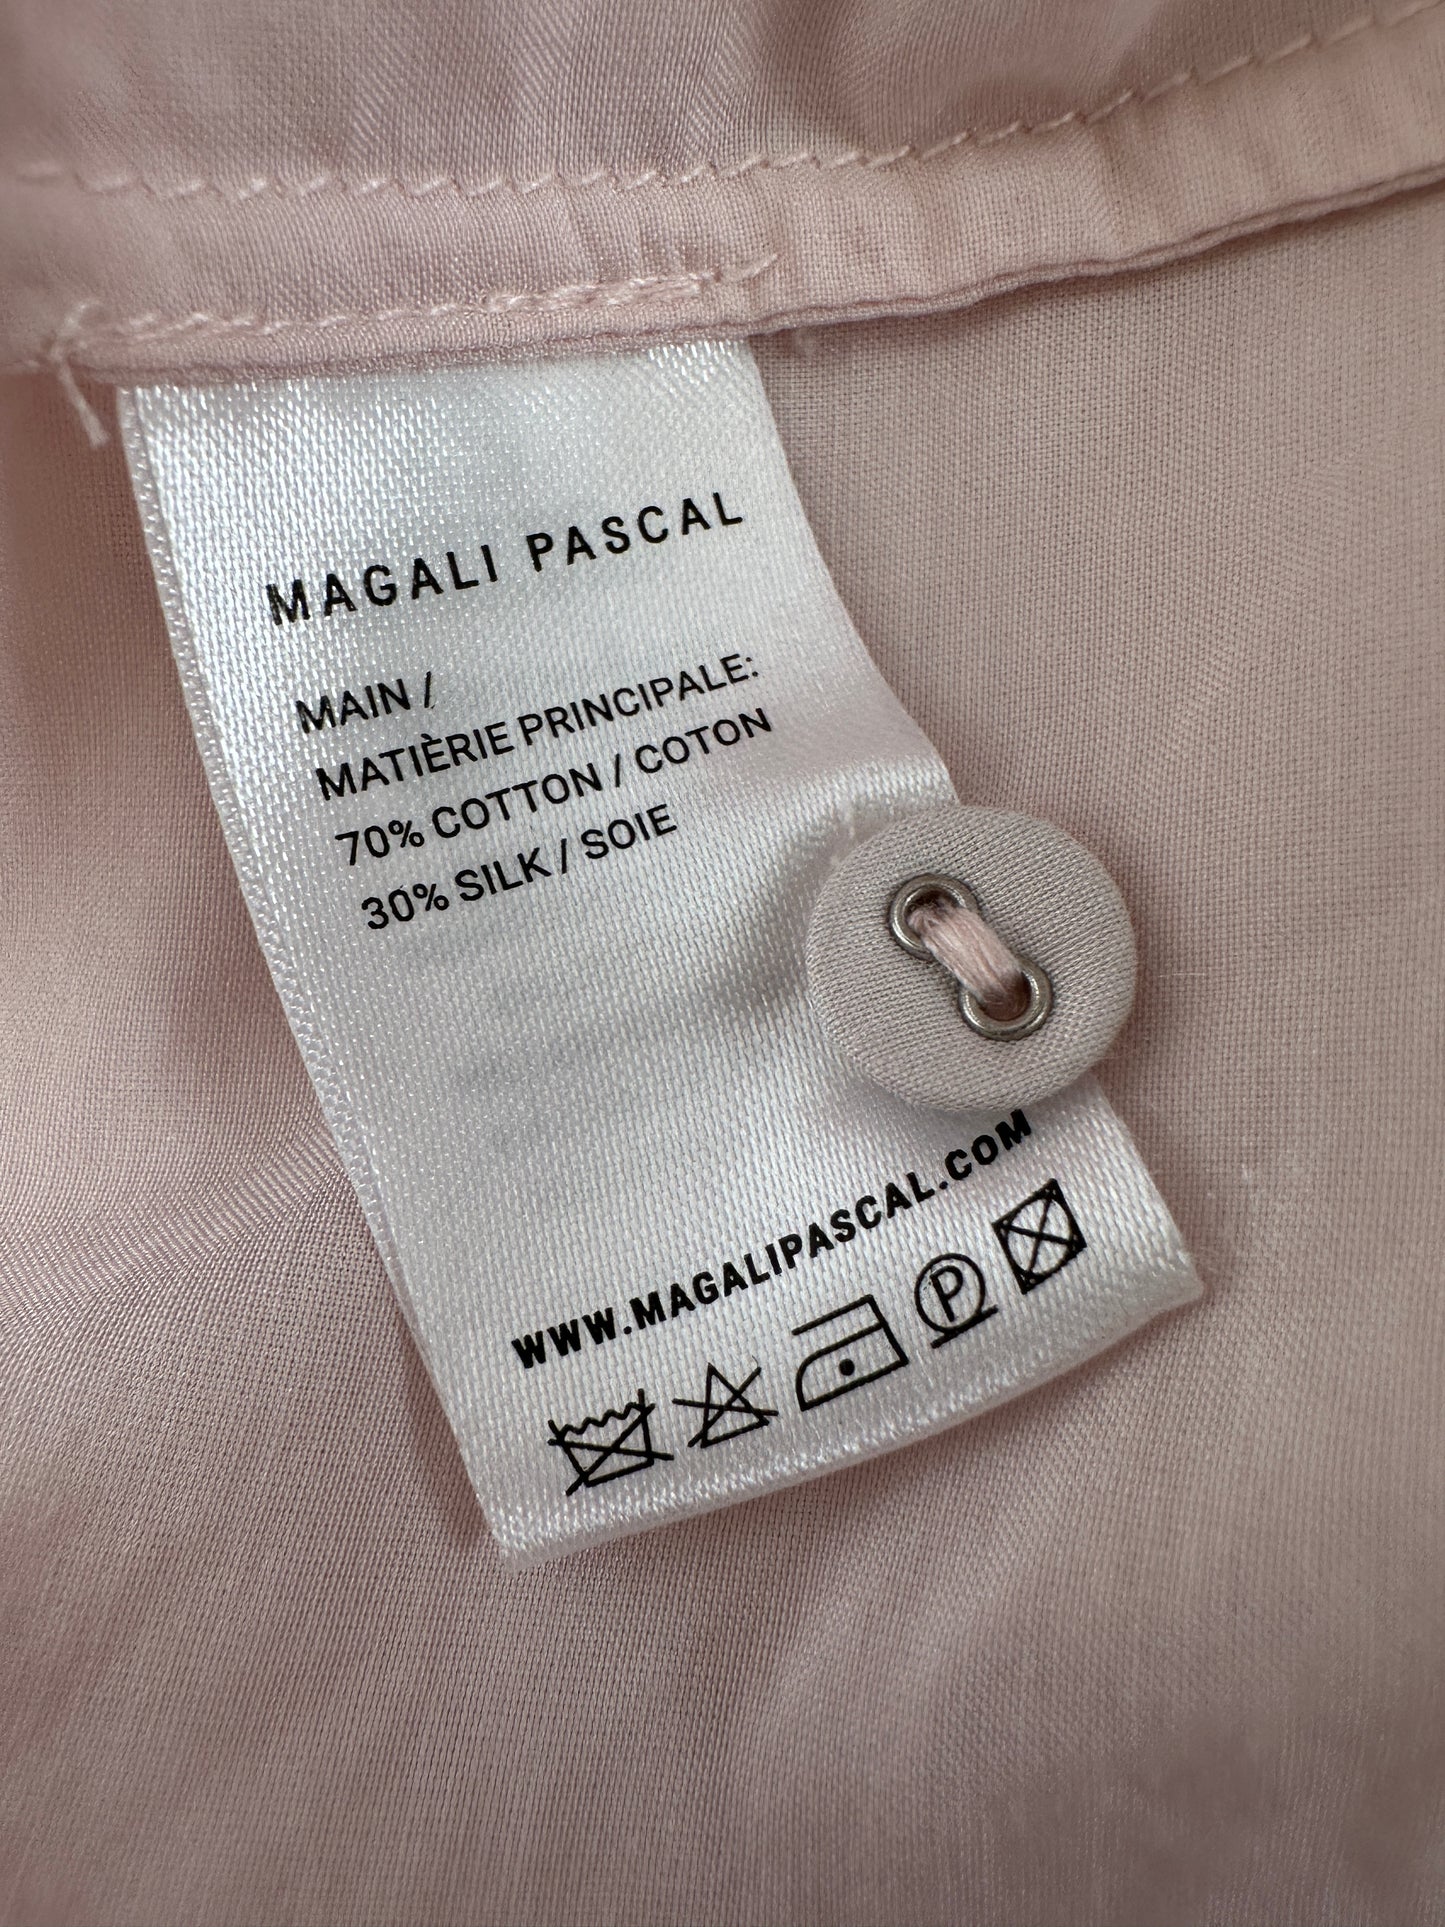 MAGALI PASCAL
MAIN /
MATIÈRIE PRINCIPALE:
70% COTTON / COTON
30% SILK / SOIE
WWW.MAGALIPASCAL.COM
P